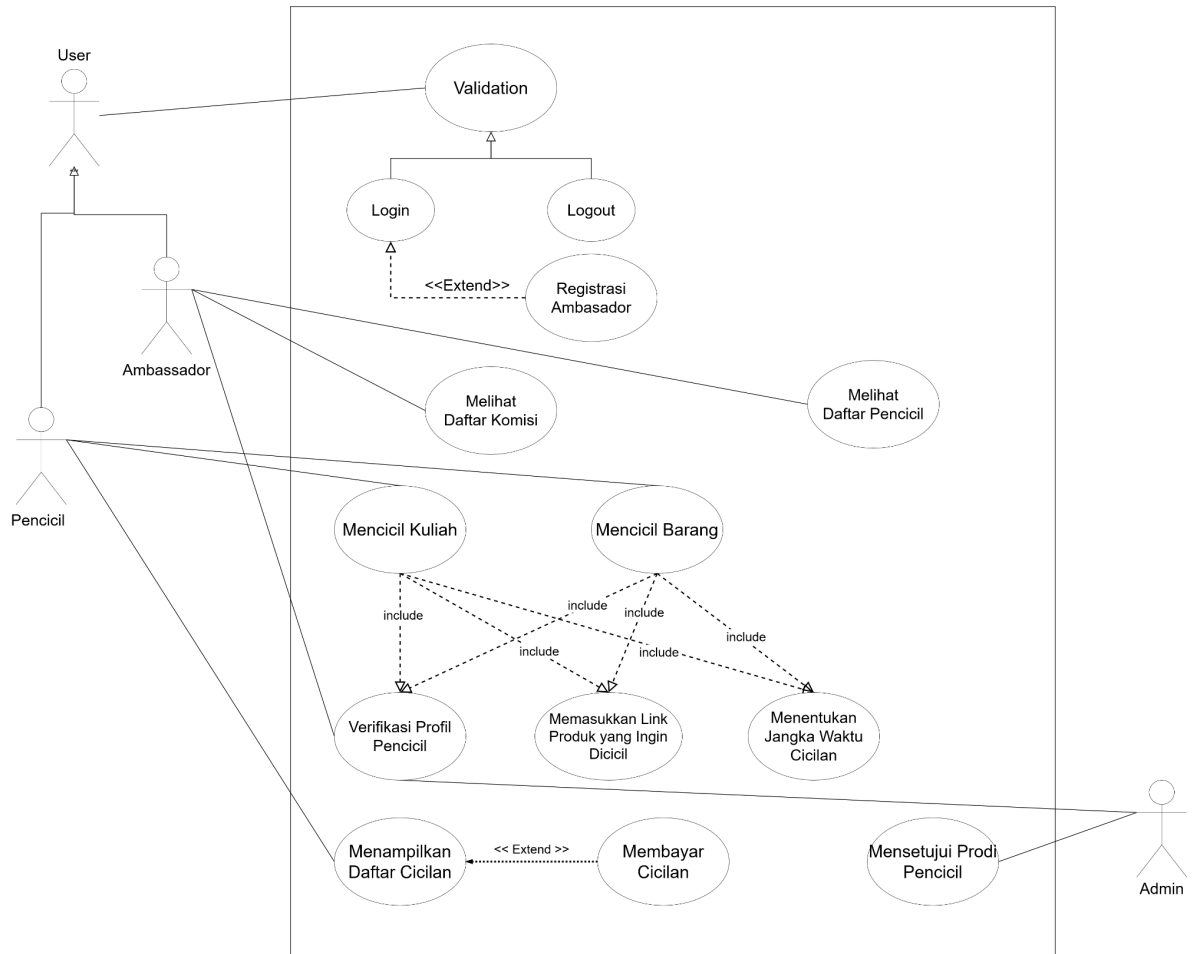 User
Validation
Login
Logout
<<Extend>>
Registrasi
Ambasador
Ambassador
Melihat
Daftar Komisi
Melihat
Daftar Pencicil
Pencicil
Mencicil Kuliah
Mencicil Barang
include
include
include
include
include
include
Verifikasi Profil
Pencicil
Memasukkan Link
Produk yang Ingin
Dicicil
Menentukan
Jangka Waktu
Cicilan
Menampilkan
Daftar Cicilan
<< Extend >>
Membayar
Cicilan
Mensetujui Prodi
Pencicil
Admin